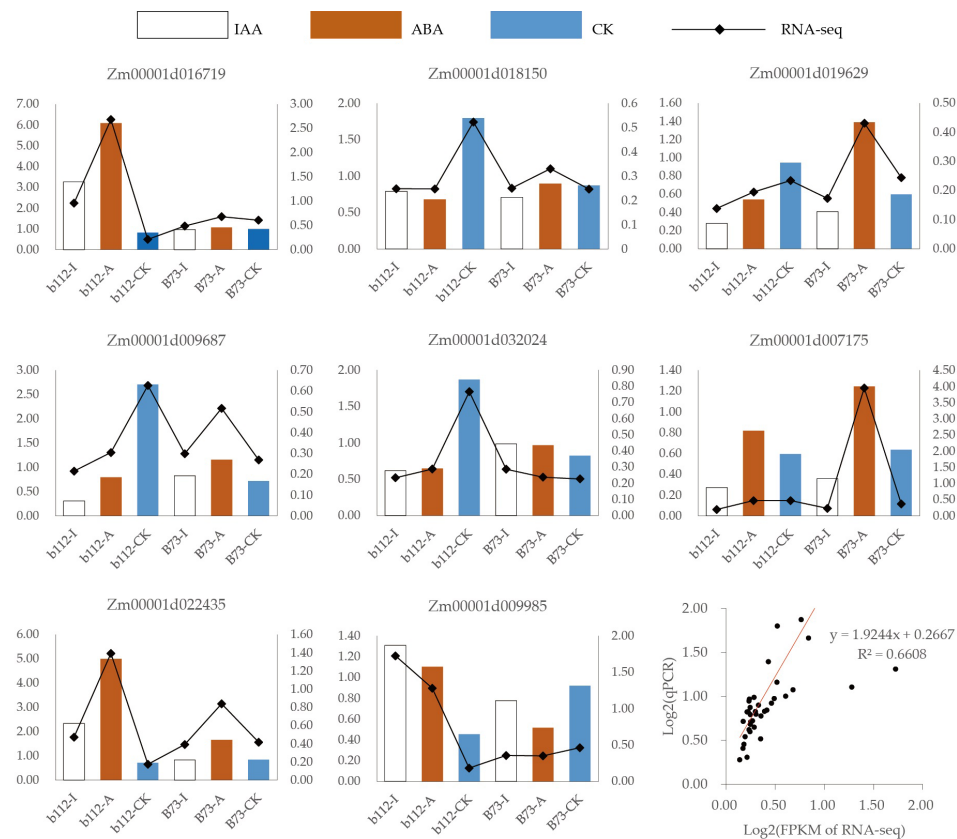 IAA ABA CK RNA-seq
Zm00001d016719 Zm00001d018150 Zm00001d019629
7.00 6.00 5.00 4.00 3.00 2.00 1.00 0.00
3.00 2.50 2.00 1.50 1.00 0.50 0.00
b112-I b112-A b112-CK B73-I B73-A B73-CK
2.00 1.50 1.00 0.50 0.00
0.6 0.5 0.4 0.3 0.2 0.1 0
b112-I b112-A b112-CK B73-I B73-A B73-CK
1.60 1.40 1.20 1.00 0.80 0.60 0.40 0.20 0.00
0.50 0.40 0.30 0.20 0.10 0.00
b112-I b112-A b112-CK B73-I B73-A B73-CK
Zm00001d009687 Zm00001d032024 Zm00001d007175
3.00 2.50 2.00 1.50 1.00 0.50 0.00
0.70 0.60 0.50 0.40 0.30 0.20 0.10 0.00
b112-I b112-A b112-CK B73-I B73-A B73-CK
2.00 1.50 1.00 0.50 0.00
0.90 0.80 0.70 0.60 0.50 0.40 0.30 0.20 0.10 0.00
b112-I b112-A b112-CK B73-I B73-A B73-CK
1.40 1.20 1.00 0.80 0.60 0.40 0.20 0.00
4.00 3.50 3.00 2.50 2.00 1.50 1.00 0.50 0.00
b112-I b112-A b112-CK B73-I B73-A B73-CK
Zm00001d022435 Zm00001d009985
6.00 5.00 4.00 3.00 2.00 1.00 0.00
1.60 1.40 1.20 1.00 0.80 0.60 0.40 0.20 0.00
b112-I b112-A b112-CK B73-I B73-A B73-CK
1.40 1.20 1.00 0.80 0.60 0.40 0.20 0.00
2.00 1.50 1.00 0.50 0.00
b112-I b112-A b112-CK B73-I B73-A B73-CK
Log2(qPCR)
2.00 1.50 1.00 0.50 0.00
y = 1.9244x + 0.2667
R² = 0.6608
0.00 0.50 1.00 1.50 2.00
Log2(FPKM of RNA-seq)